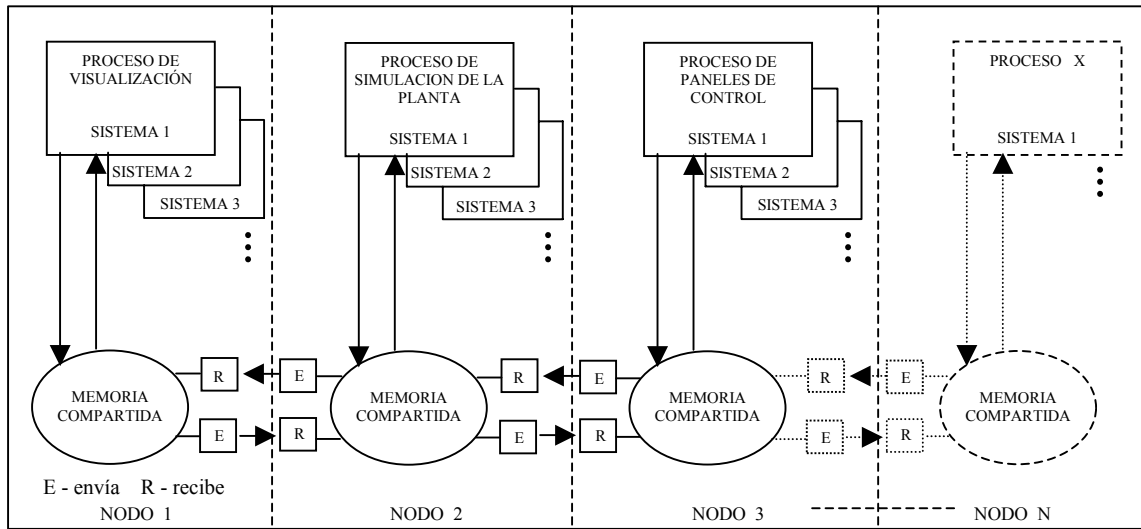 PROCESO DE
VISUALIZACIÓN
SISTEMA 1
SISTEMA 2
SISTEMA 3
PROCESO DE
SIMULACION DE LA
PLANTA
SISTEMA 1
SISTEMA 2
SISTEMA 3
PROCESO DE
PANELES DE
CONTROL
SISTEMA 1
SISTEMA 2
SISTEMA 3
PROCESO X
SISTEMA 1
MEMORIA
COMPARTIDA
R
E
E
R
MEMORIA
COMPARTIDA
R
E
E
R
MEMORIA
COMPARTIDA
R
E
E
R
MEMORIA
COMPARTIDA
E - envía R - recibe
NODO 1
NODO 2
NODO 3
NODO N